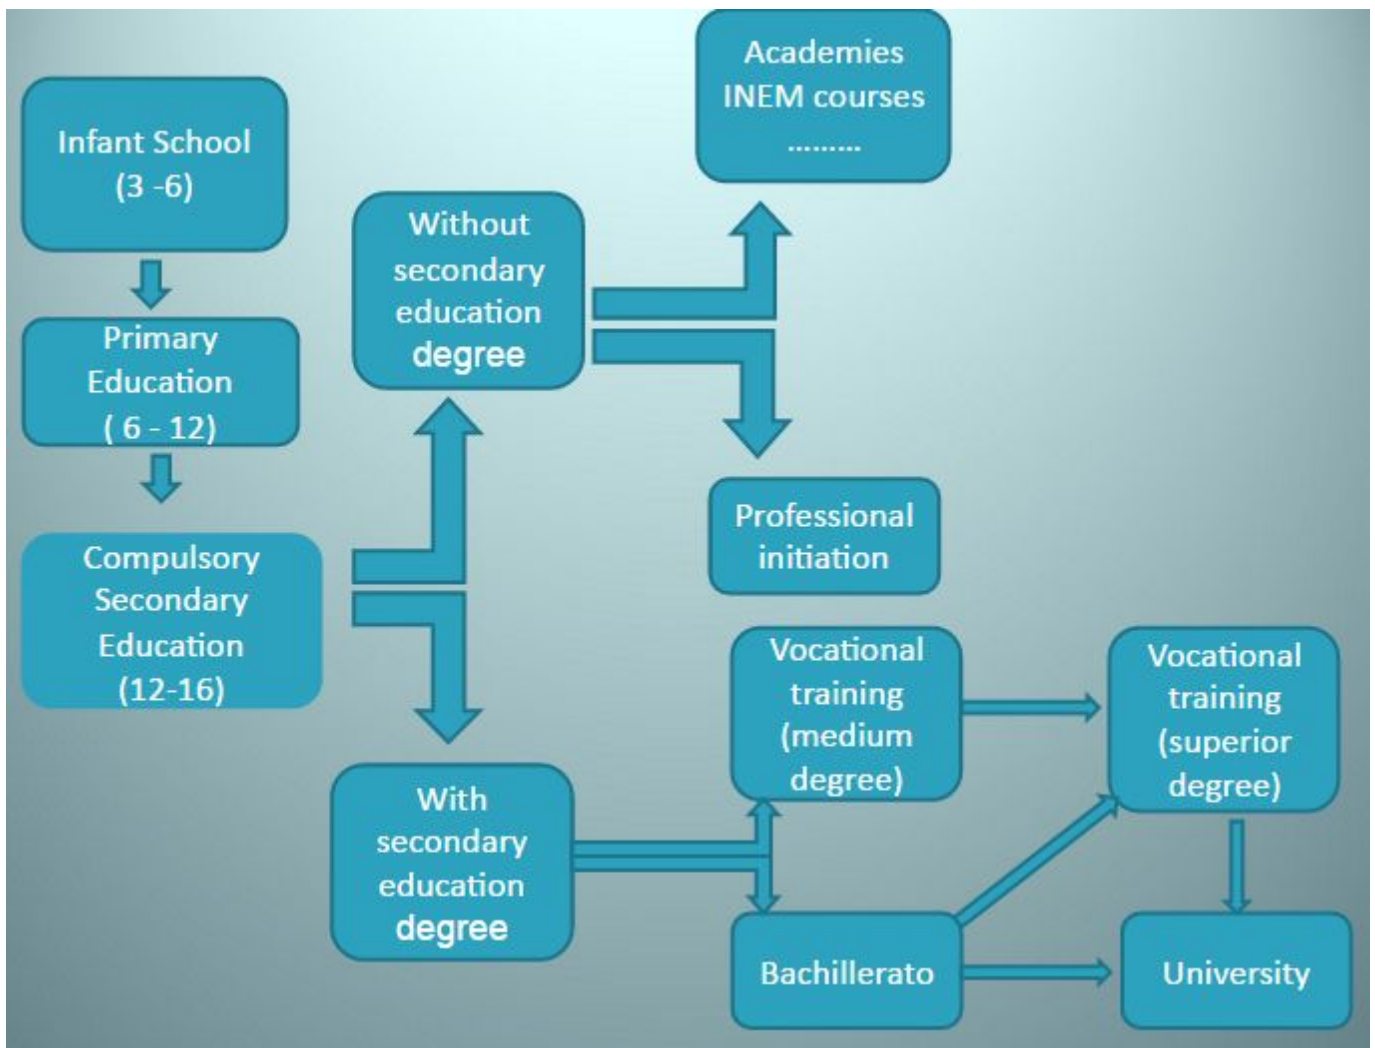 Infant School
(3 -6)
Primary
Education
( 6 - 12)
Compulsory
Secondary
Education
(12-16)
Without
secondary
education
degree
With
secondary
education
degree
Academies
INEM courses
.........
Professional
initiation
Vocational
training
(medium
degree)
Bachillerato
Vocational
training
(superior
degree)
University